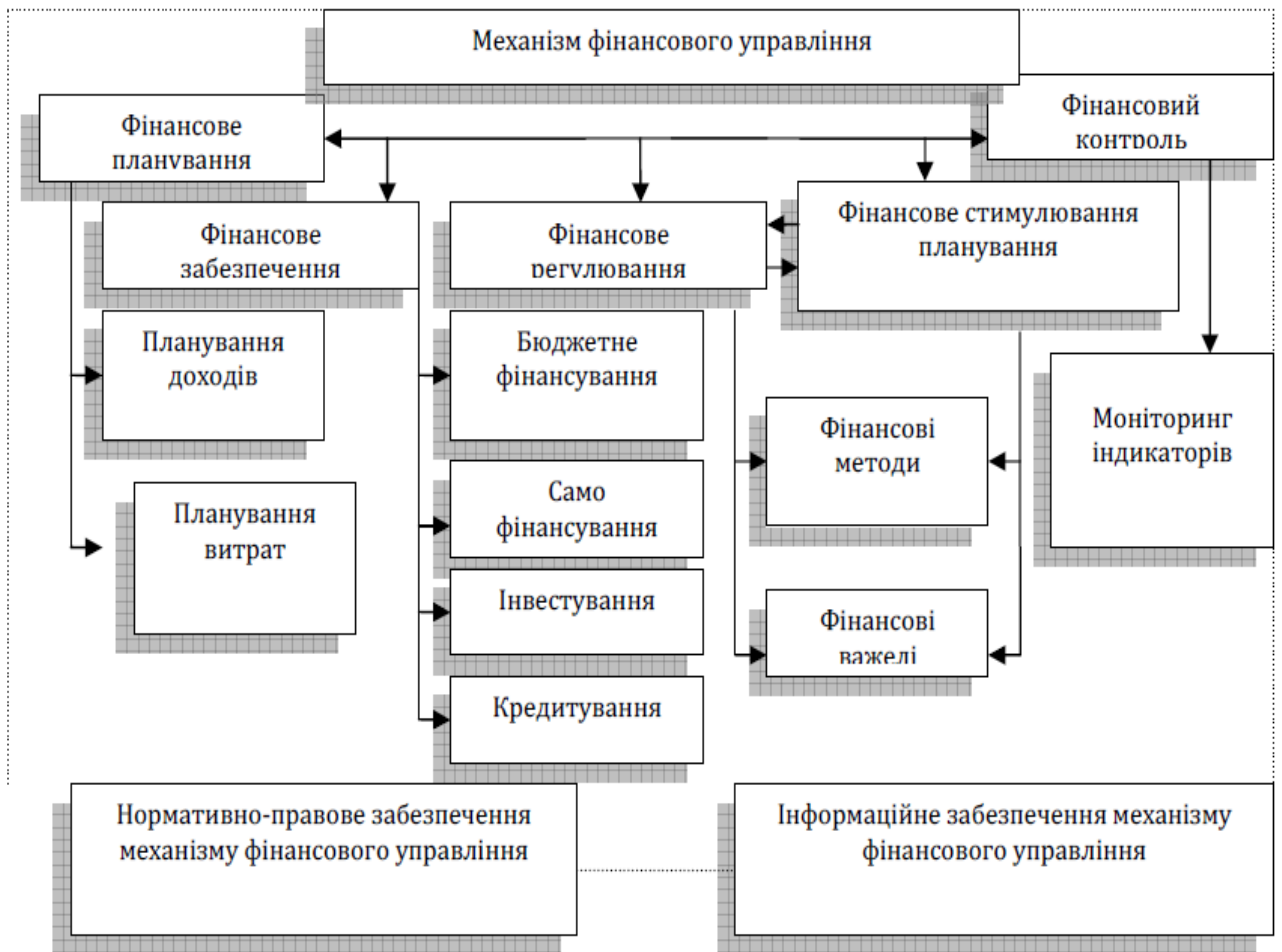 Механізм фінансового управління
Фінансове
планування
Фінансовий
контроль
Фінансове
забезпечення
Фінансове
регулювання
Фінансове стимулювання
планування
Планування
доходів
Бюджетне
фінансування
Фінансові
методи
Моніторинг
індикаторів
Планування
витрат
Само
фінансування
Інвестування
Фінансові
важелі
Кредитування
Нормативно-правове забезпечення
механізму фінансового управління
Інформаційне забезпечення механізму
фінансового управління